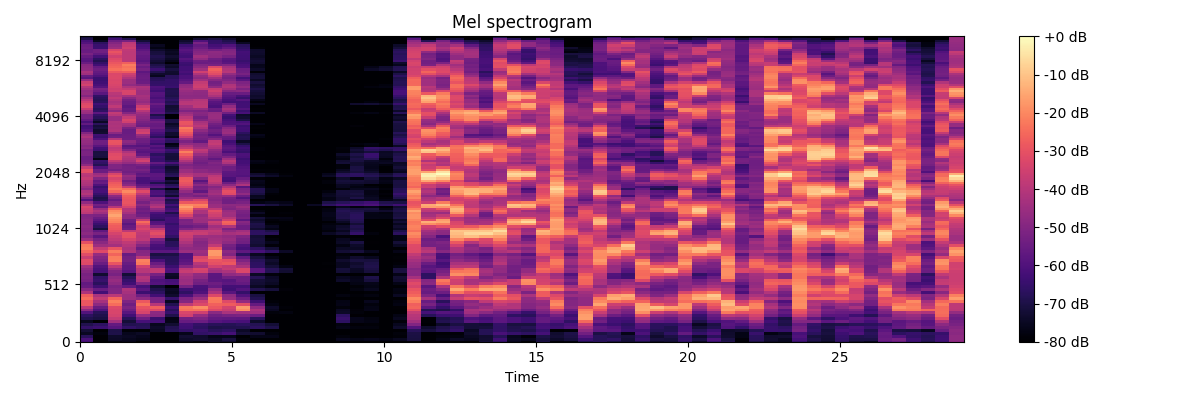 Mel spectrogram
8192
4096
2048
1024
512
0
Hz
0 5 10 15 20 25
Time
+0 dB
-10 dB
-20 dB
-30 dB
-40 dB
-50 dB
-60 dB
-70 dB
-80 dB